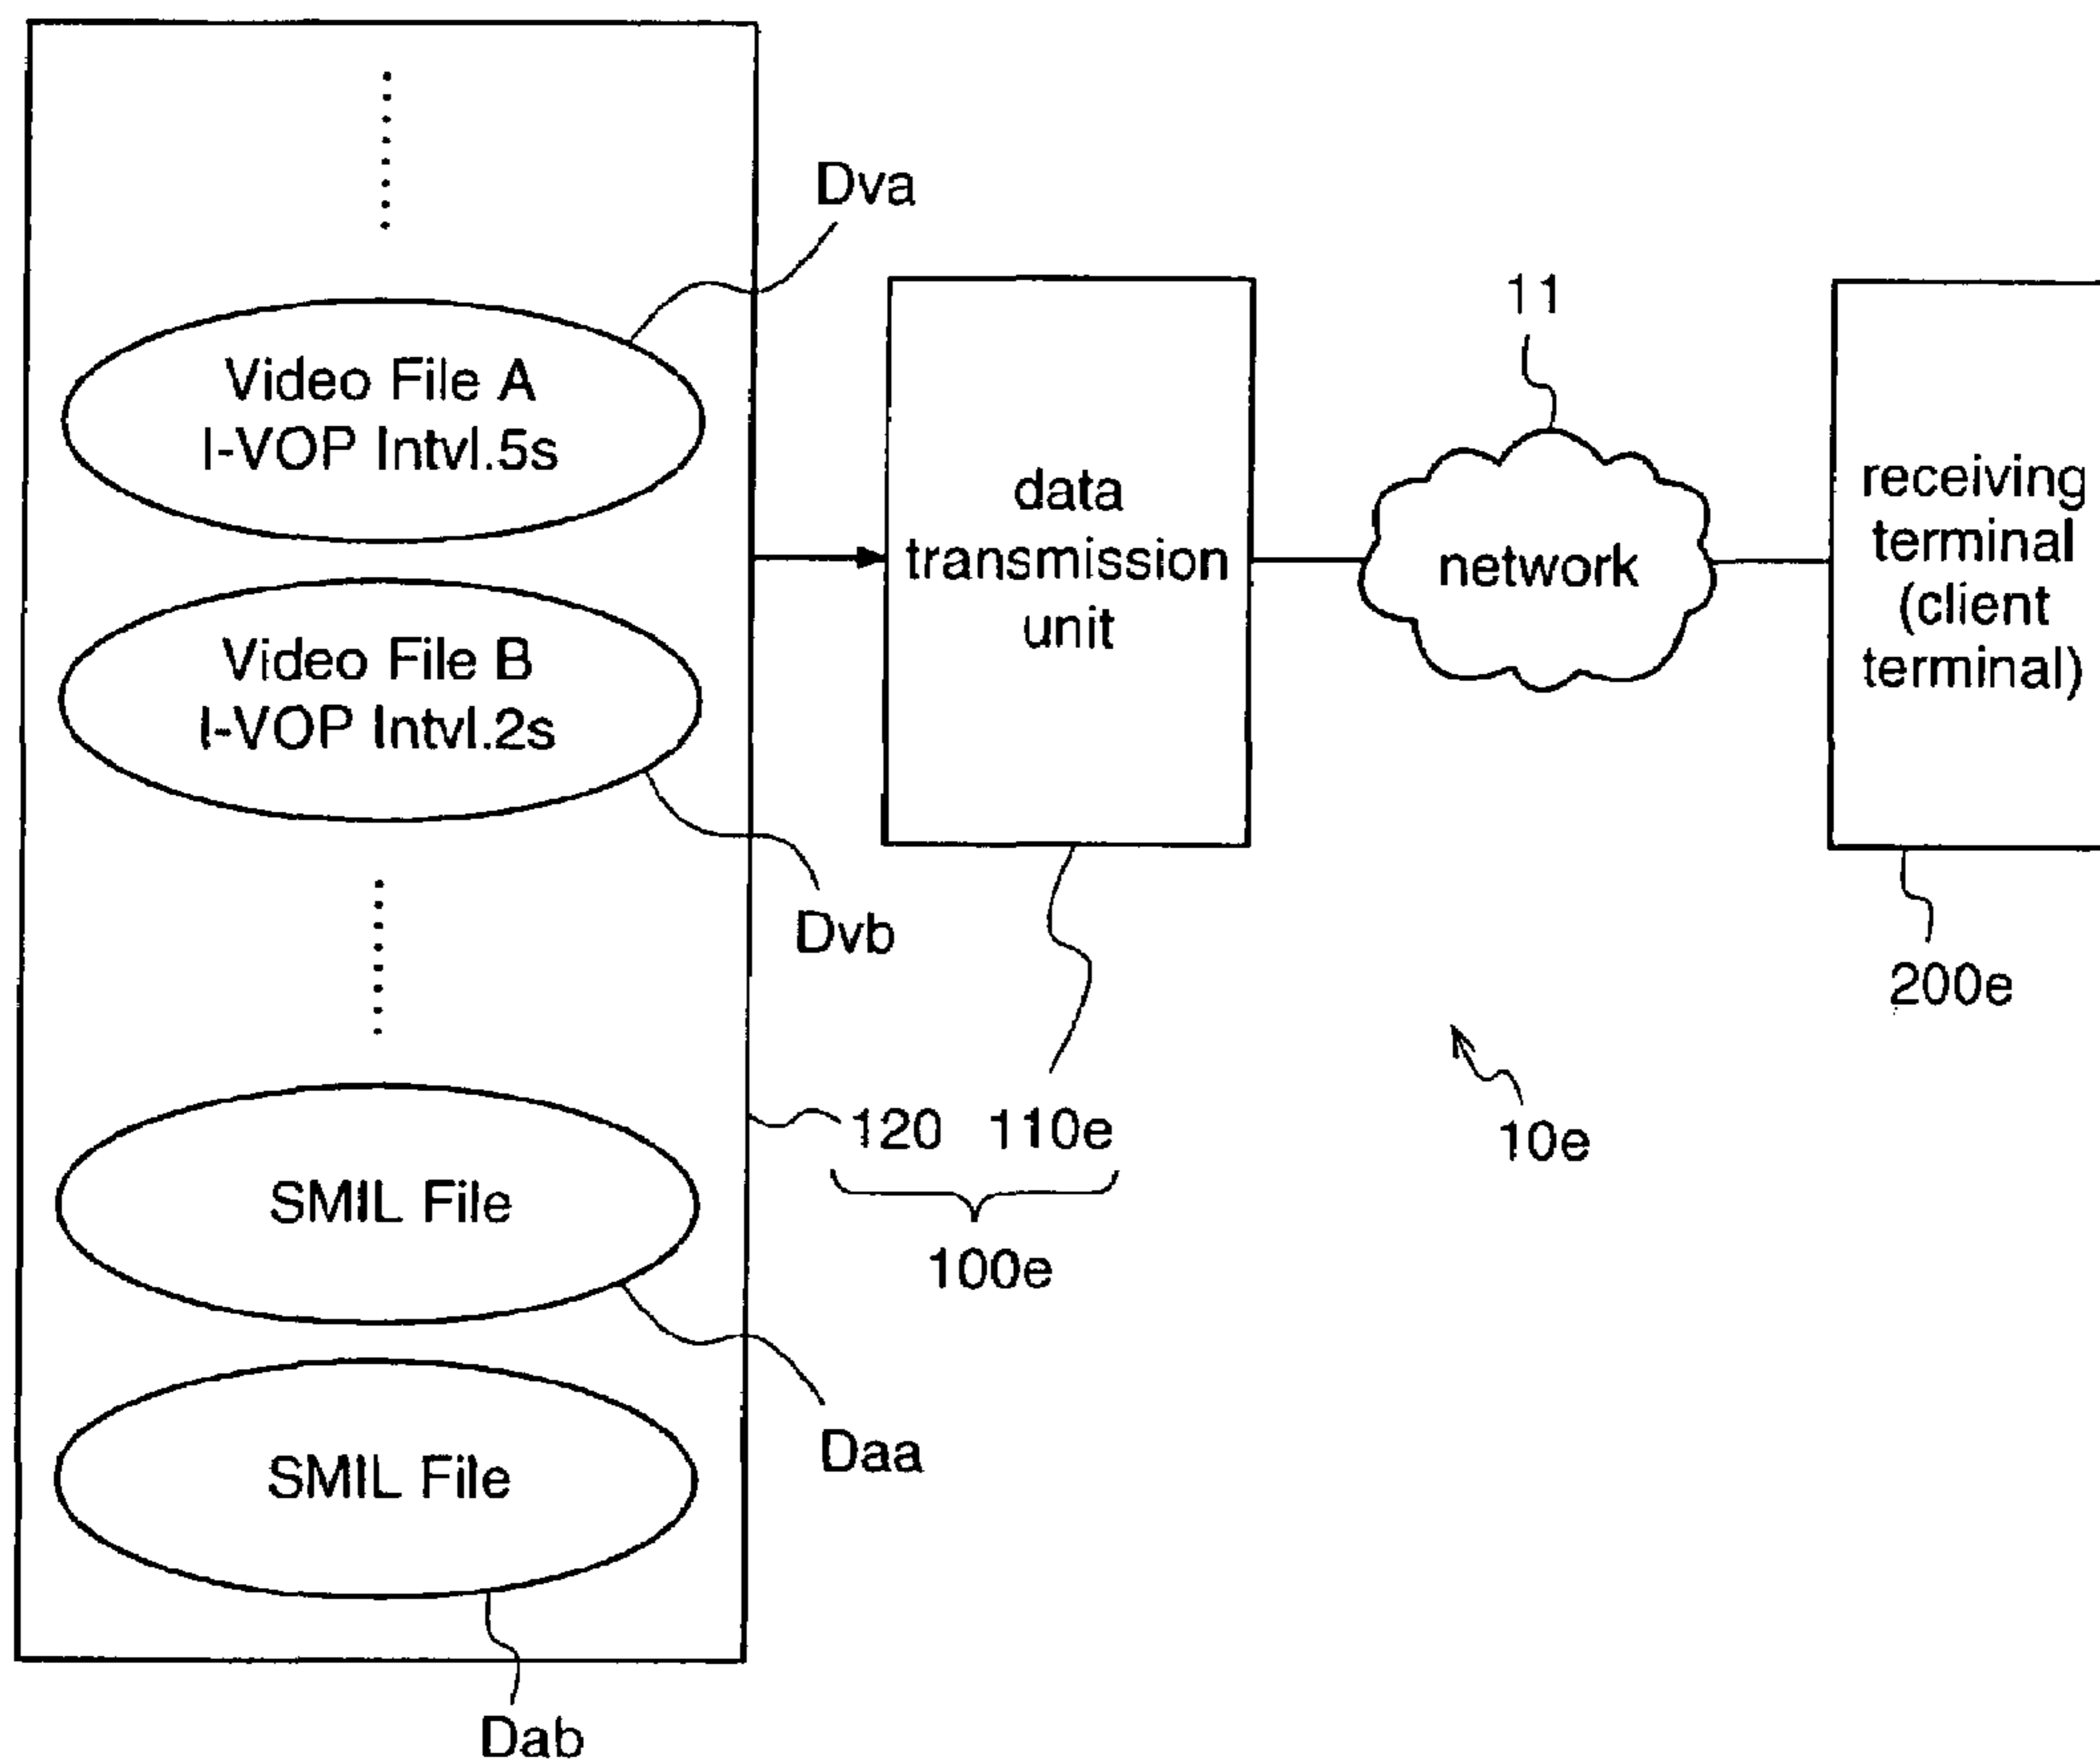 Dva
Video File A
I-VOP Intvl.5s
Video File B
I-VOP Intvl.2s
Dvb
SMIL File
Daa
SMIL File
Dab
data
transmission
unit
120 110e
100e
11
network
receiving
terminal
(client
terminal)
200e
10e